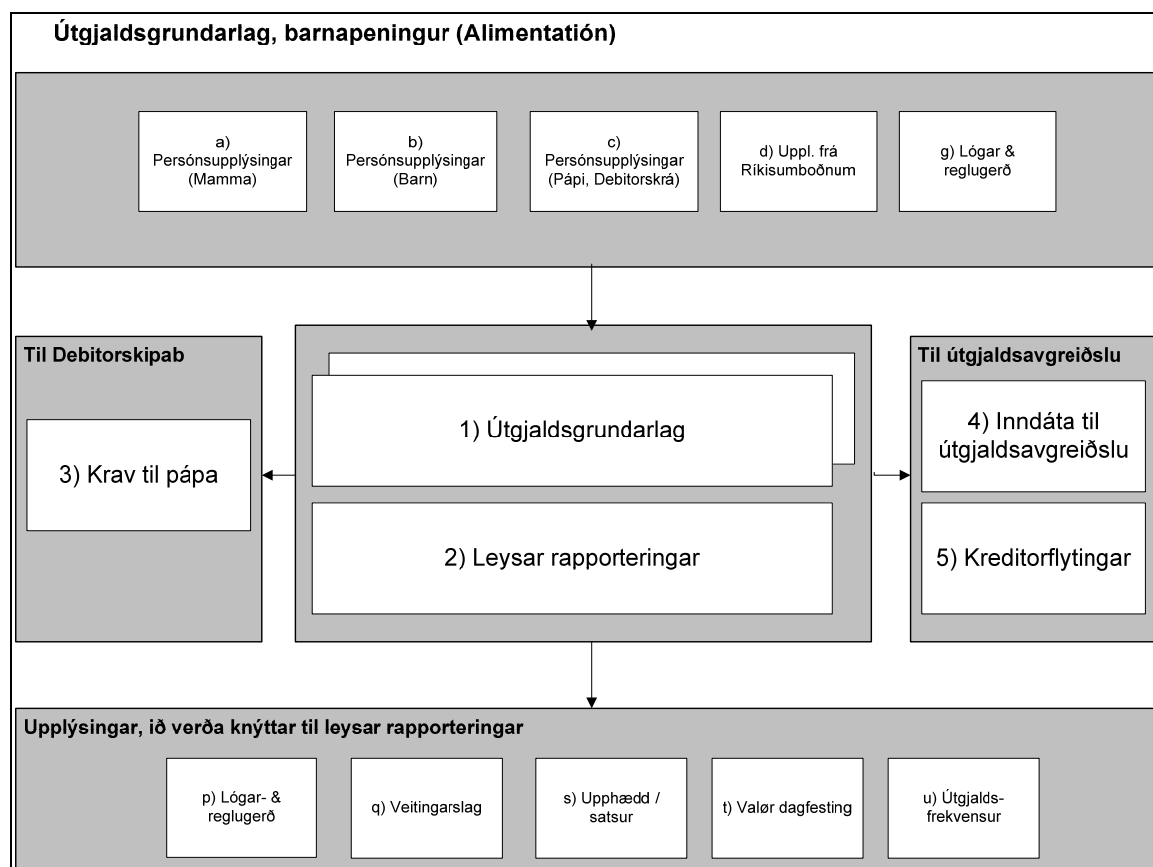 Útgjaldsgrundarlag, barnapeningur (Alimentatión)
a)
Persónsupplýsingar
(Mamma)
b)
Persónsupplýsingar
(Barn)
c)
Persónsupplýsingar
(Pápi, Debitorskrá)
d) Uppl. frá
Ríkisumboðnum
g) Lógar &
reglugerð
Til Debitorskipab
3) Krav til pápa
1) Útgjaldsgrundarlag
2) Leysar rapporteringar
Til útgjaldsavgreiðslu
4) Inndáta til
útgjaldsavgreiðslu
5) Kreditorflytingar
Upplýsingar, ið verða knýttar til leysar rapporteringar
p) Lógar- &
reglugerð
q) Veitingarslag
s) Upphædd /
satsur
t) Valør dagfesting
u) Útgjalds-
frekvensur